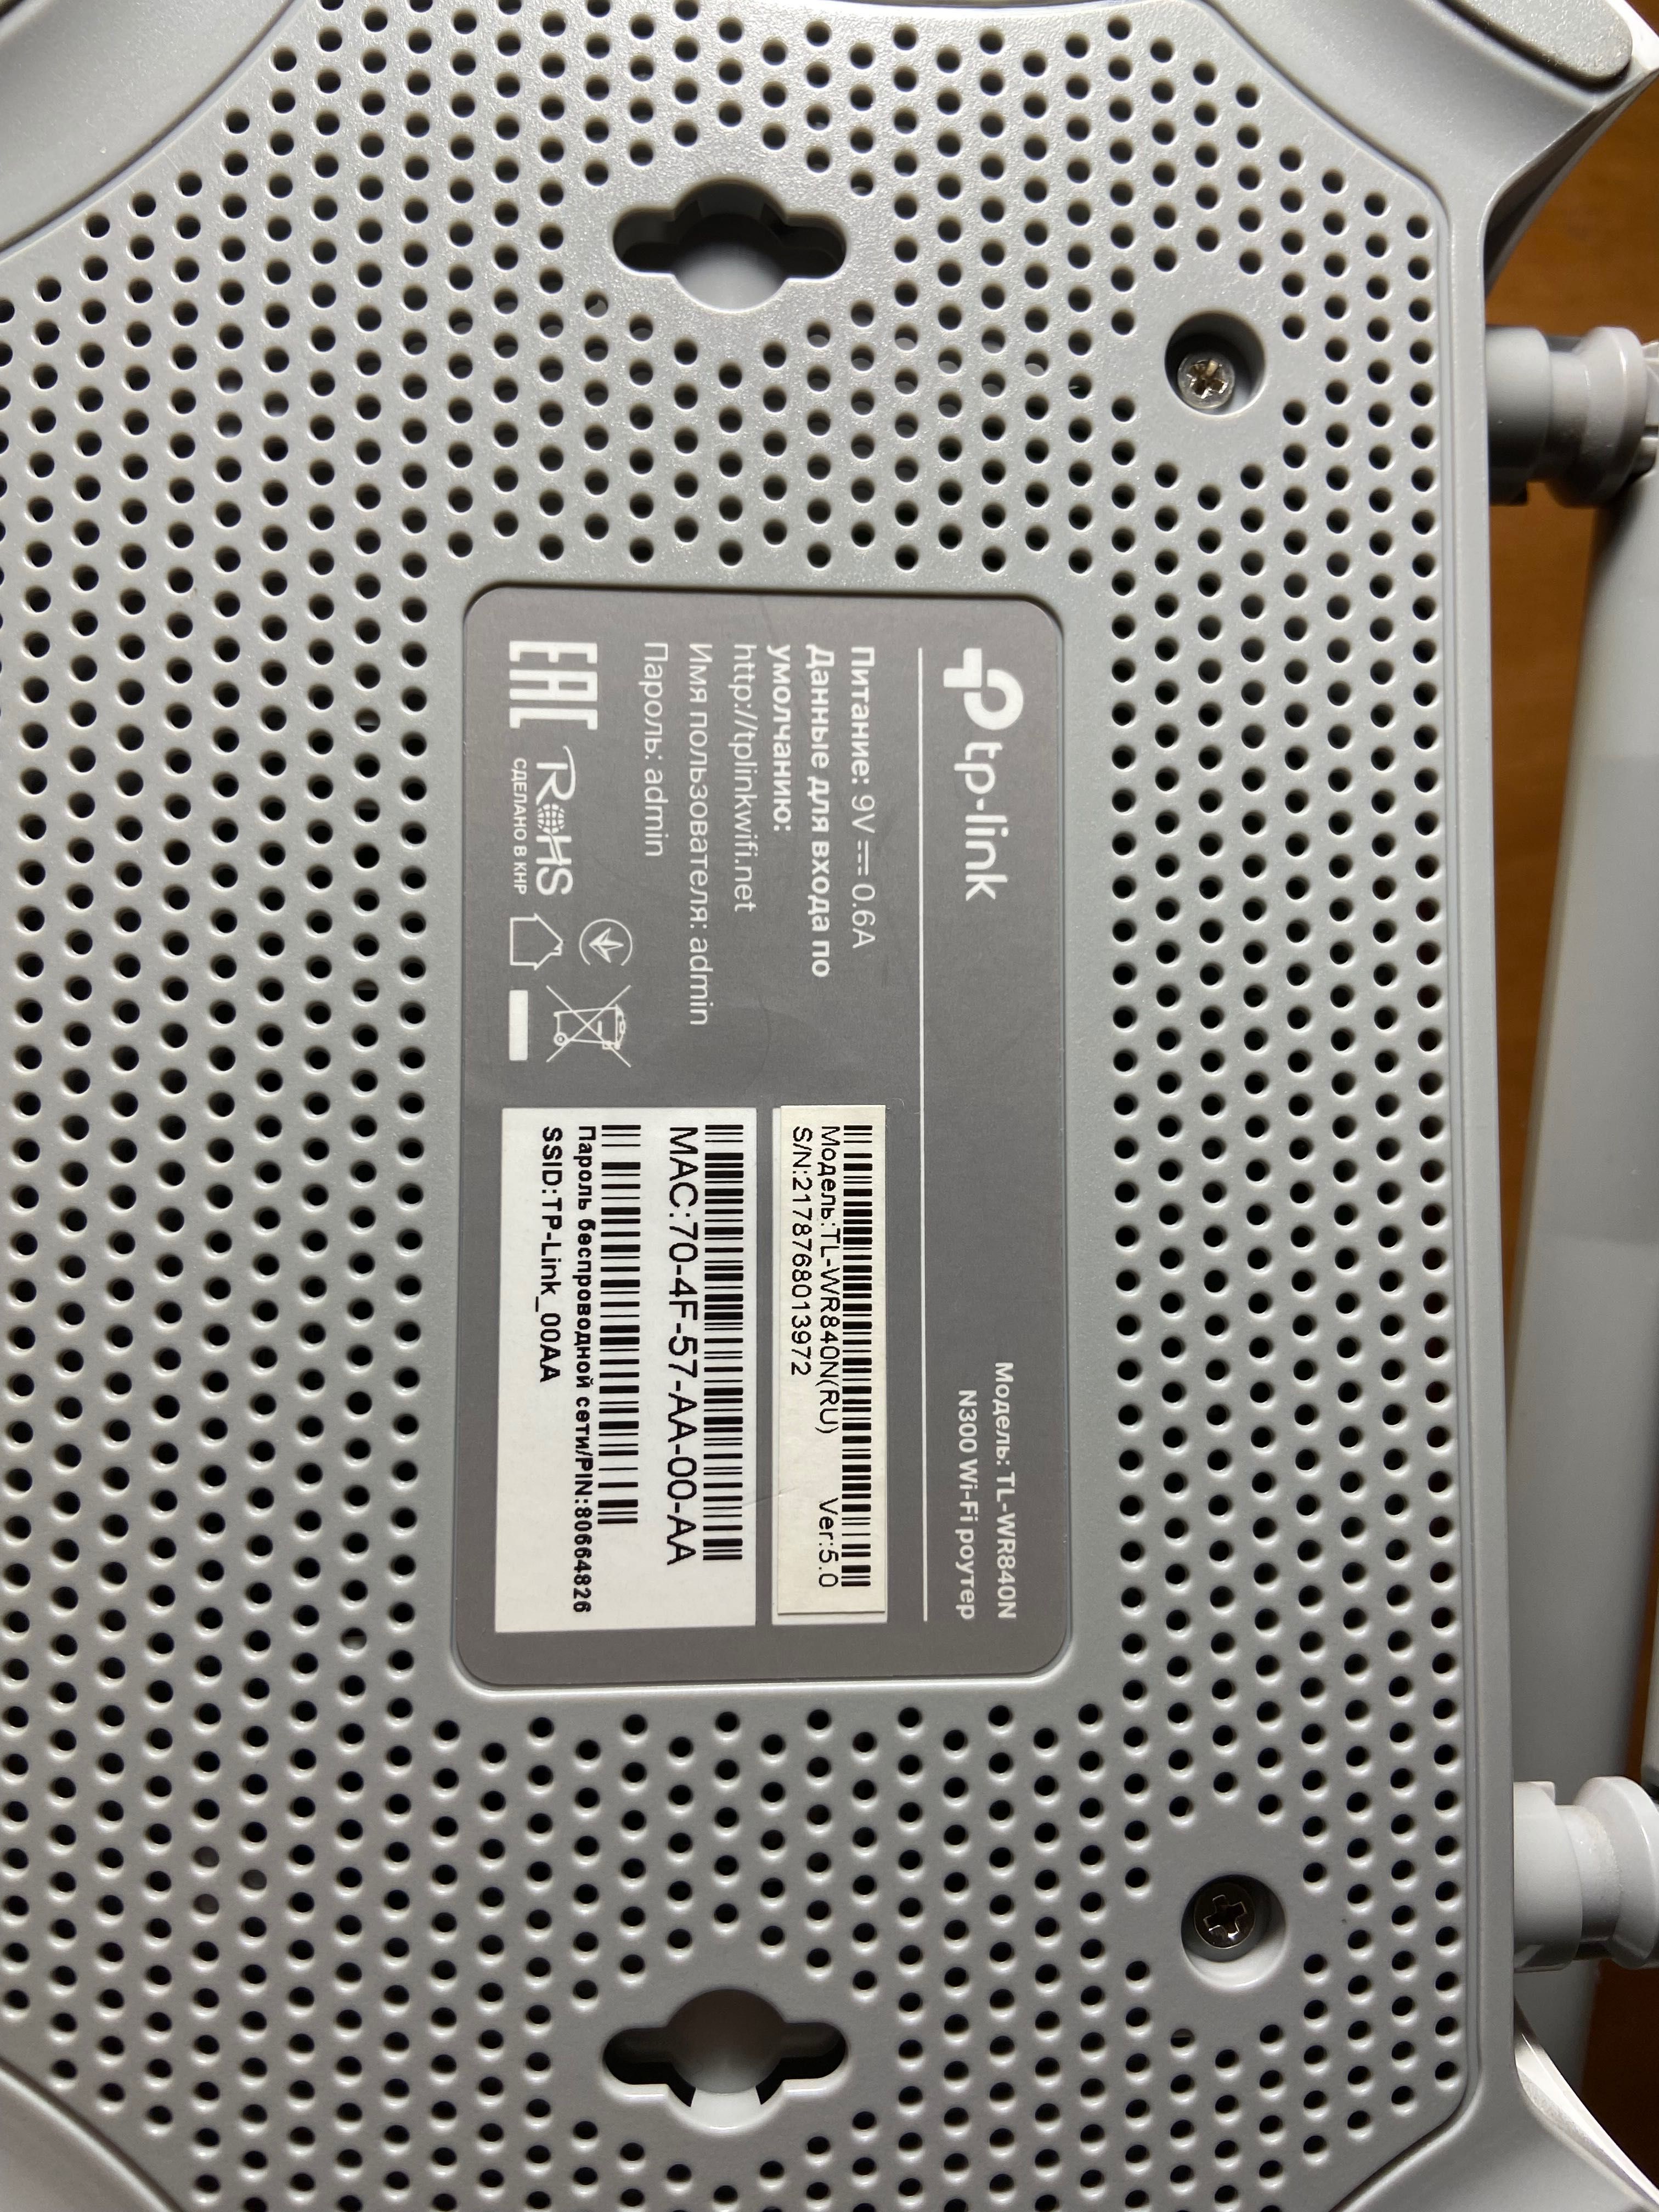 tp-link
Модель: TL-WR840N
N300 Wi-Fi роутер
Питание: 9V ⎓ 0.6A
Данные для входа по
умолчанию:
http://tplinkwifi.net
Имя пользователя: admin
Пароль: admin
EAC
RoHS
СДЕЛАНО В КНР
Модель:TL-WR840N(RU) Ver:5.0
S/N:2178768013972
MAC:70-4F-57-AA-00-AA
Пароль беспроводной сети/PIN:80664826
SSID:TP-Link_00AA